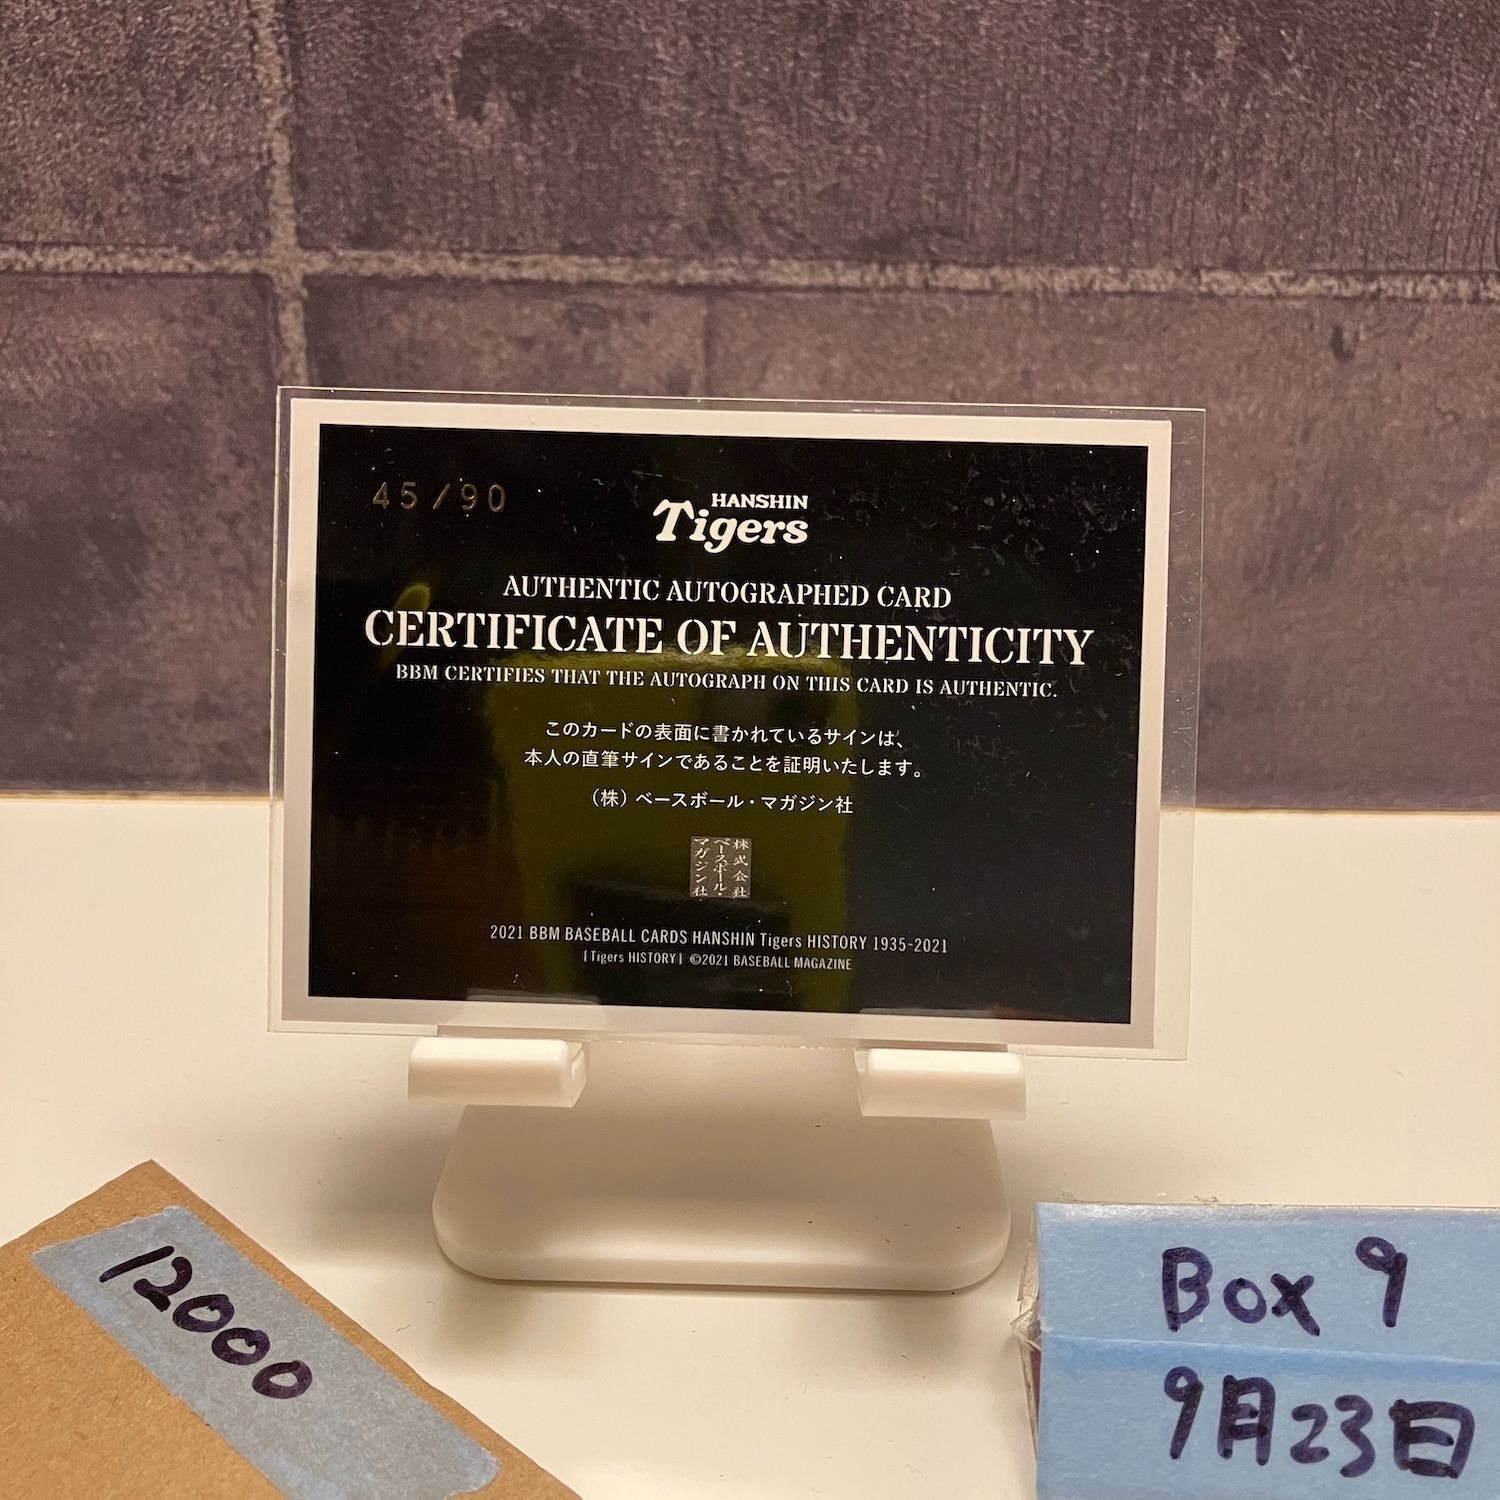 45/90
HANSHIN
Tigers
AUTHENTIC AUTOGRAPHED CARD
CERTIFICATE OF AUTHENTICITY
BBM CERTIFIES THAT THE AUTOGRAPH ON THIS CARD IS AUTHENTIC.
このカードの表面に書かれているサインは、
本人の直筆サインであることを証明いたします。
（株）ベースボール・マガジン社
株式会社
ベースボール・
マガジン社
2021 BBM BASEBALL CARDS HANSHIN Tigers HISTORY 1935-2021
［Tigers HISTORY］ ©2021 BASEBALL MAGAZINE
12000
Box 9
9月23日